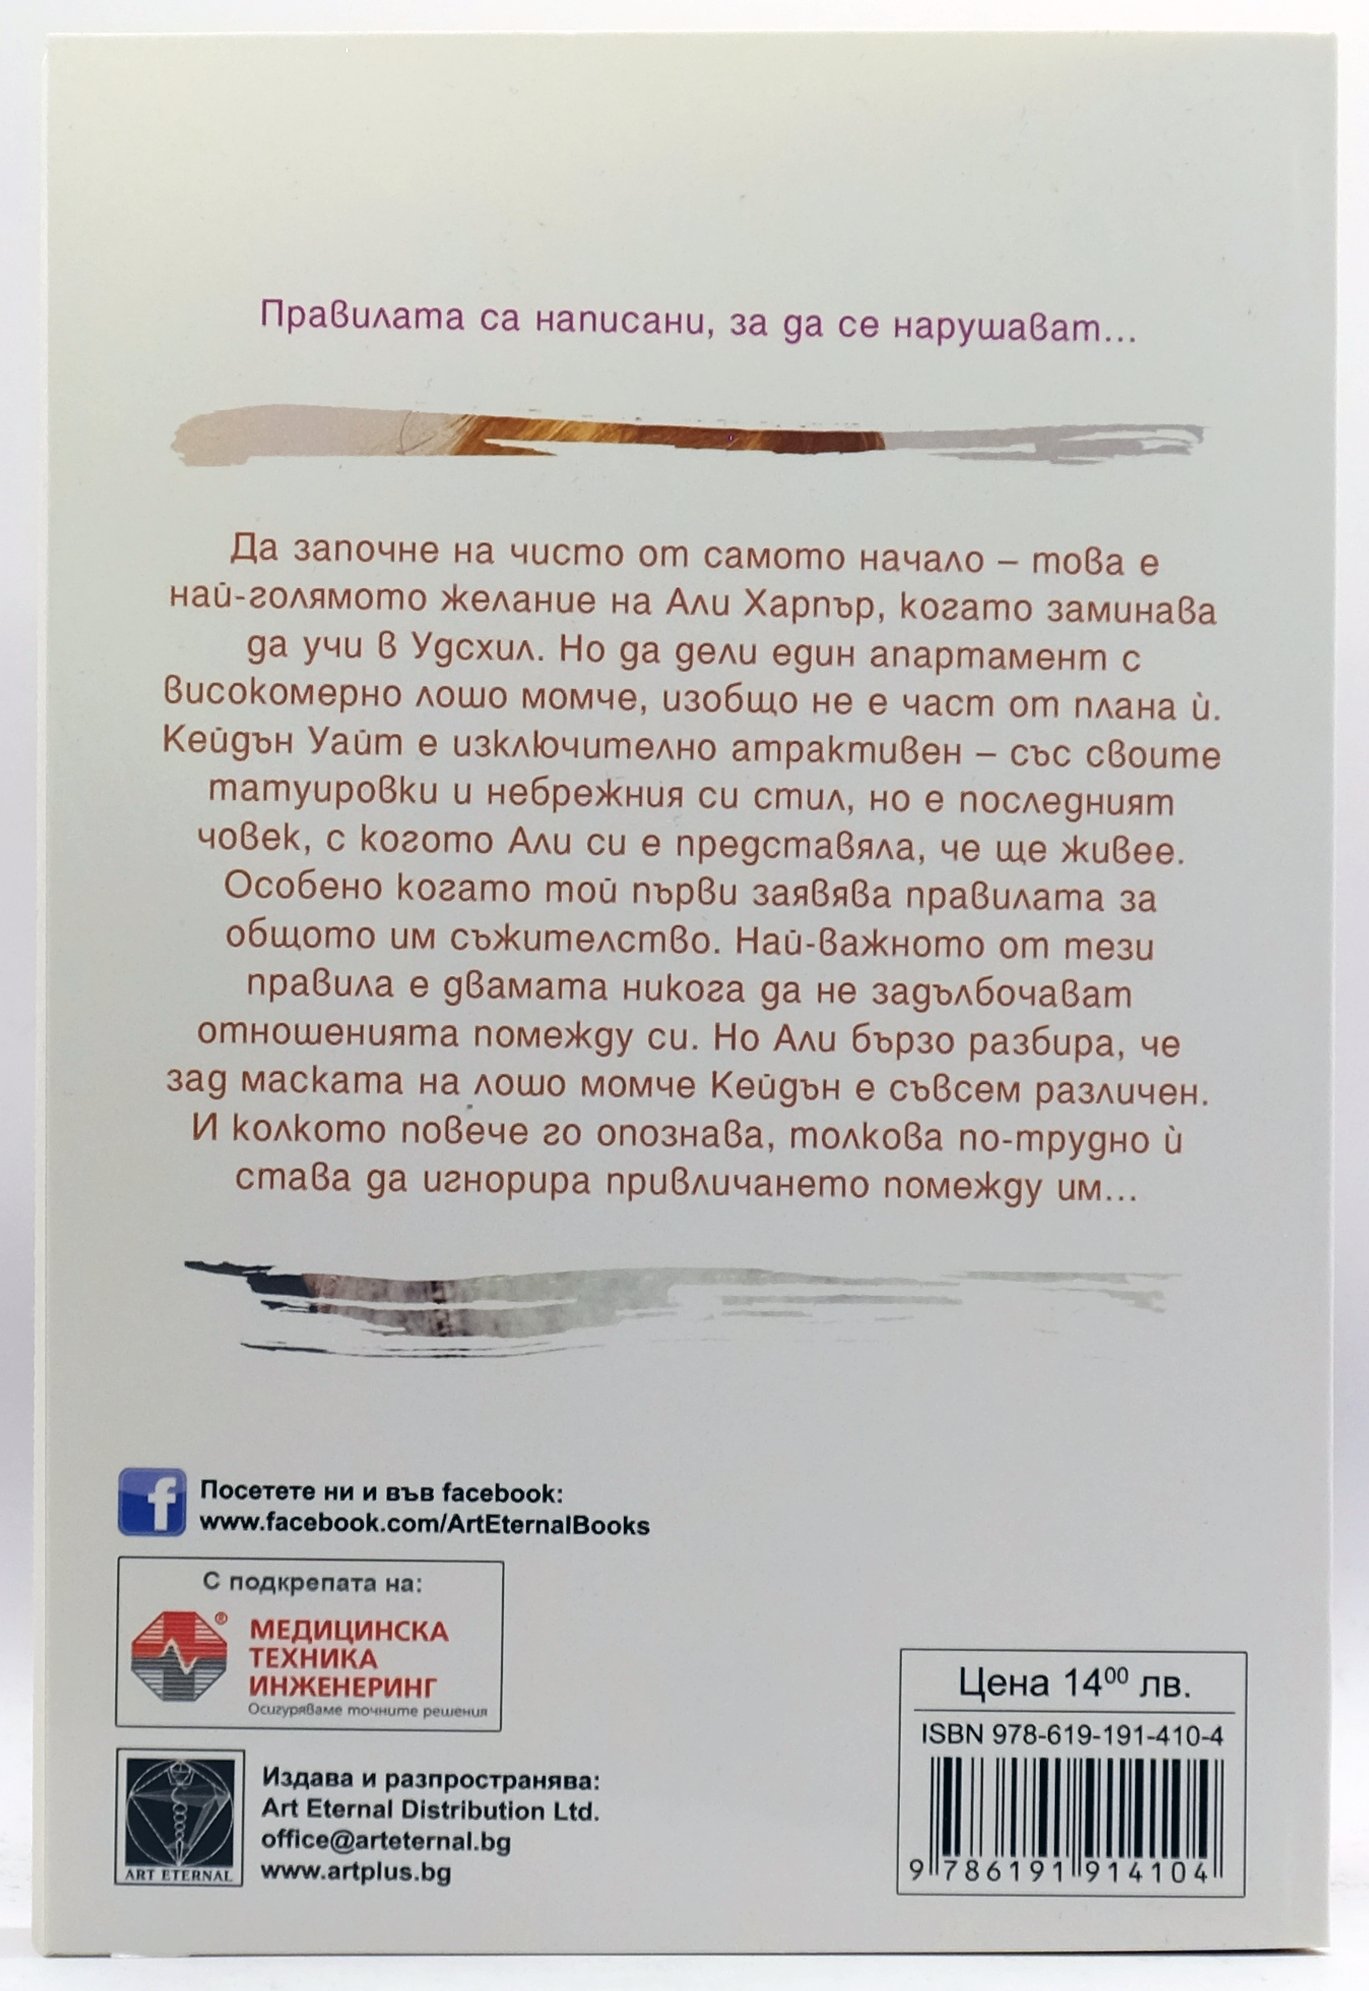 Правилата са написани, за да се нарушават...
Да започне на чисто от самото начало – това е
най-голямото желание на Али Харпър, когато заминава
да учи в Удсхил. Но да дели един апартамент с
високомерно лошо момче, изобщо не е част от плана ѝ.
Кейдън Уайт е изключително атрактивен – със своите
татуировки и небрежния си стил, но е последният
човек, с когото Али си е представяла, че ще живее.
Особено когато той първи заявява правилата за
общото им съжителство. Най-важното от тези
правила е двамата никога да не задълбочават
отношенията помежду си. Но Али бързо разбира, че
зад маската на лошо момче Кейдън е съвсем различен.
И колкото повече го опознава, толкова по-трудно ѝ
става да игнорира привличането помежду им...
Посетете ни и във facebook:
www.facebook.com/ArtEternalBooks
С подкрепата на:
МЕДИЦИНСКА
ТЕХНИКА
ИНЖЕНЕРИНГ
Осигуряваме точните решения
ART ETERNAL
Издава и разпространява:
Art Eternal Distribution Ltd.
office@arteternal.bg
www.artplus.bg
Цена 14⁰⁰ лв.
ISBN 978-619-191-410-4
9 786191 914104